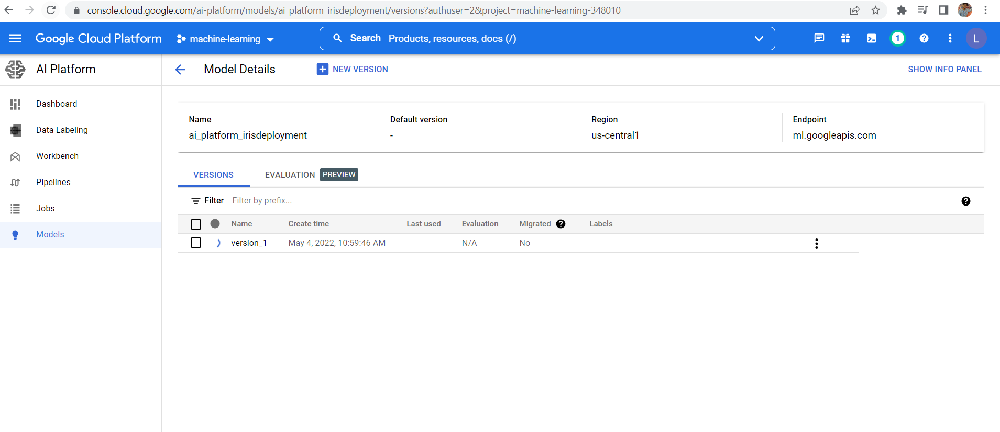 console.cloud.google.com/ai-platform/models/ai_platform_irisdeployment/versions?authuser=2&project=machine-learning-348010
Google Cloud Platform machine-learning Search Products, resources, docs (/) 1 L
AI Platform Model Details NEW VERSION SHOW INFO PANEL
Dashboard
Data Labeling
Workbench
Pipelines
Jobs
Models
Name Default version Region Endpoint
ai_platform_irisdeployment - us-central1 ml.googleapis.com
VERSIONS EVALUATION PREVIEW
Filter Filter by prefix...
Name Create time Last used Evaluation Migrated Labels
version_1 May 4, 2022, 10:59:46 AM N/A No